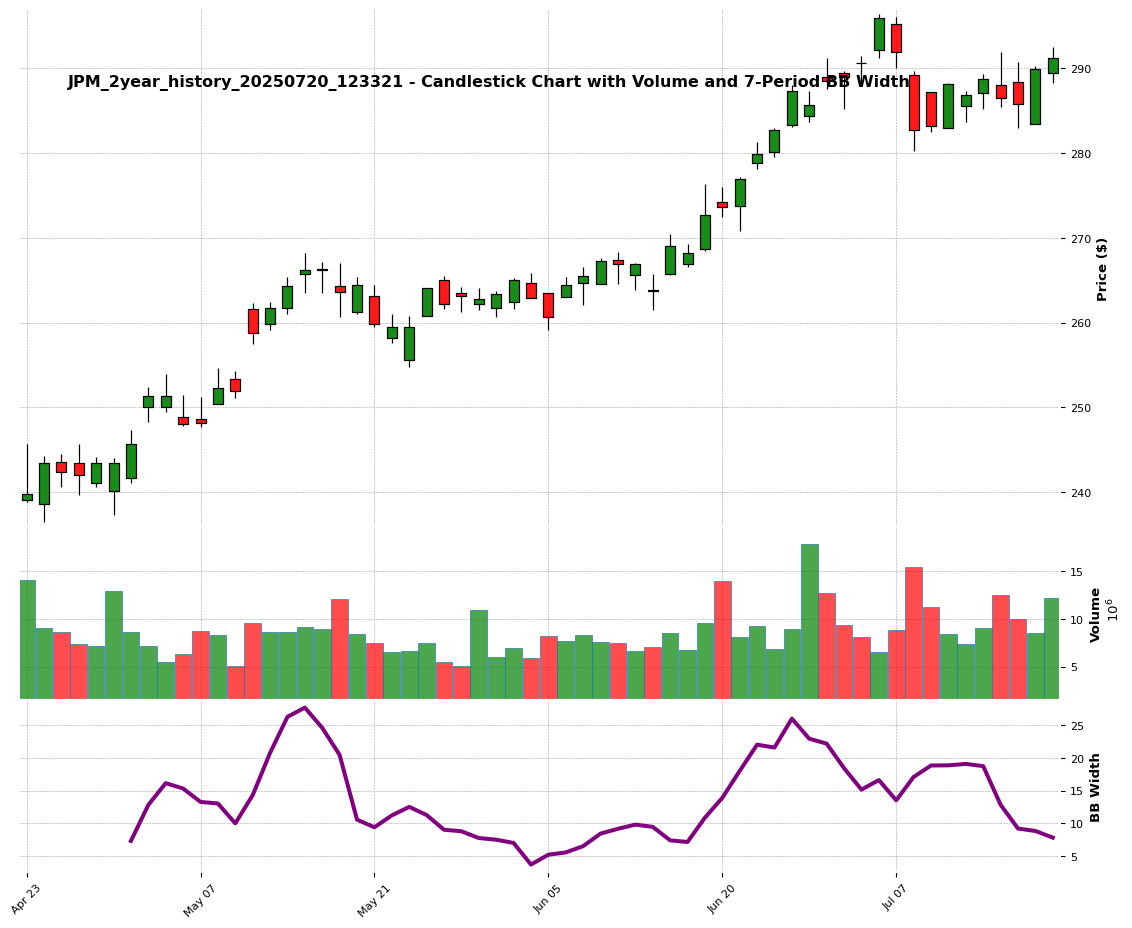 JPM_2year_history_20250720_123321 - Candlestick Chart with Volume and 7-Period BB Width
290
280
270
260
250
240
Price ($)
15
10
5
Volume
10^6
25
20
15
10
5
BB Width
Apr 23
May 07
May 21
Jun 05
Jun 20
Jul 07